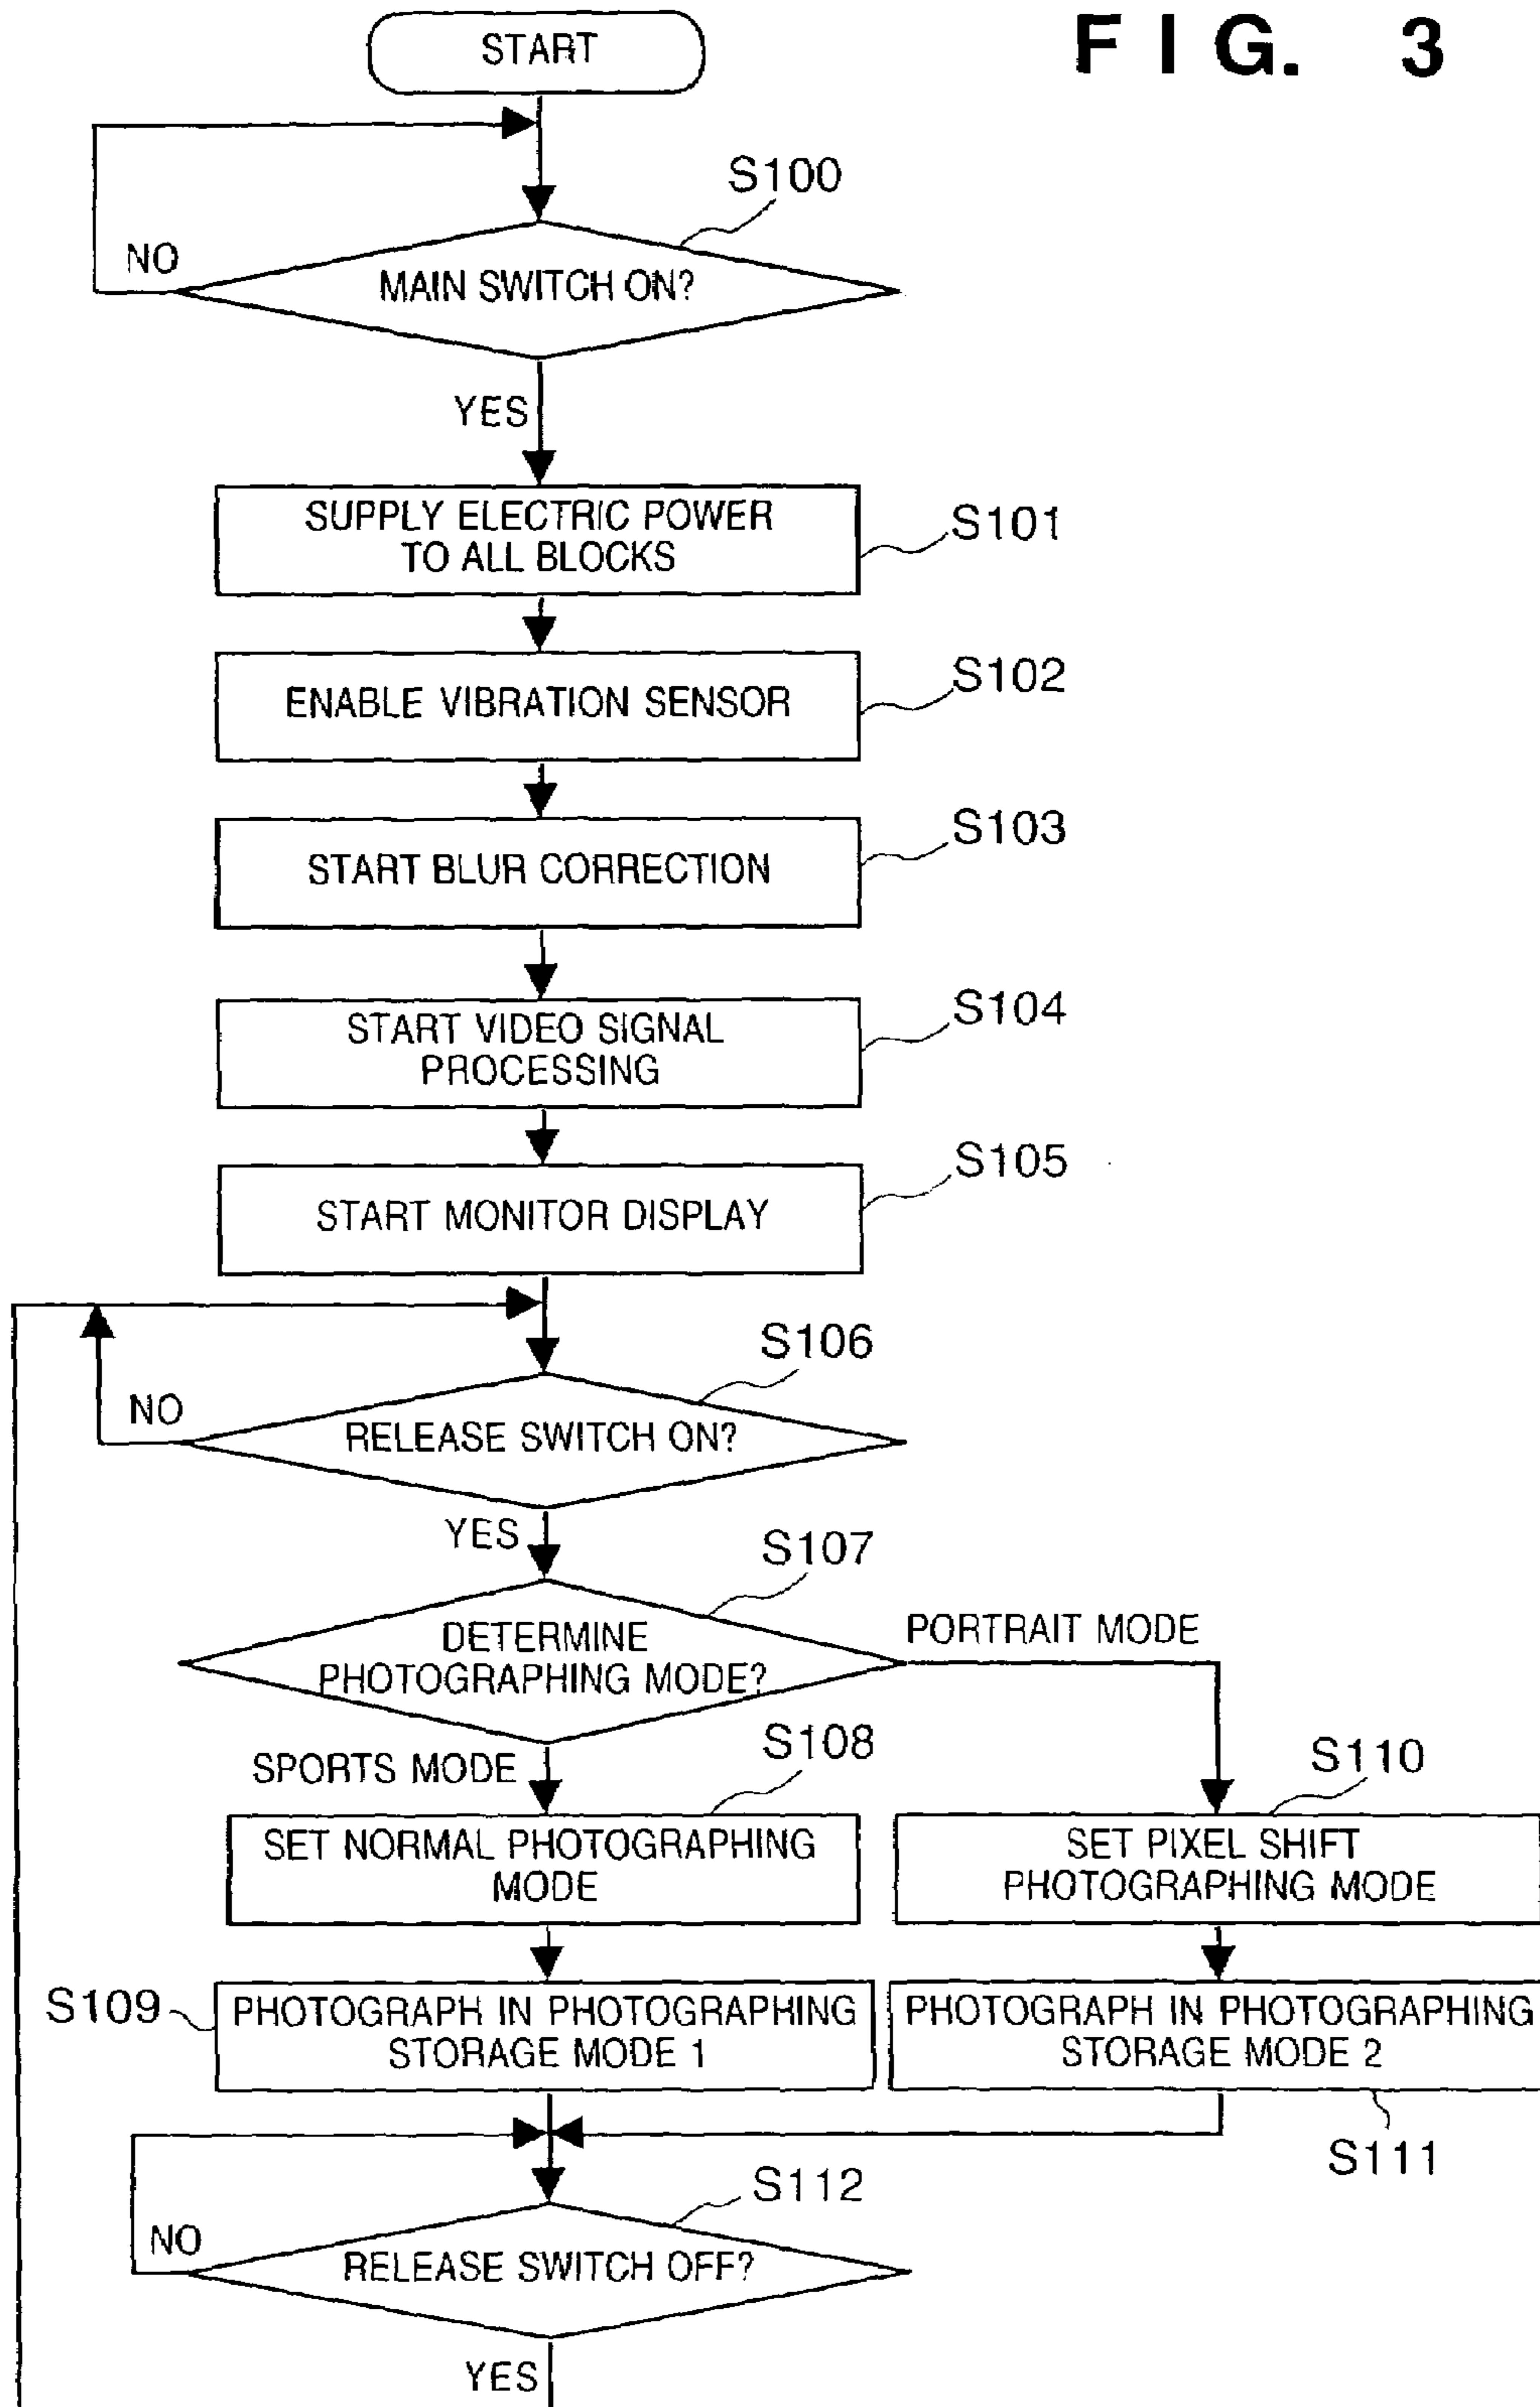 FIG. 3
START
S100
NO
MAIN SWITCH ON?
YES
SUPPLY ELECTRIC POWER
TO ALL BLOCKS
S101
ENABLE VIBRATION SENSOR
S102
START BLUR CORRECTION
S103
START VIDEO SIGNAL
PROCESSING
S104
START MONITOR DISPLAY
S105
S106
NO
RELEASE SWITCH ON?
YES
S107
DETERMINE
PHOTOGRAPHING MODE?
PORTRAIT MODE
SPORTS MODE
S108
S110
SET NORMAL PHOTOGRAPHING
MODE
SET PIXEL SHIFT
PHOTOGRAPHING MODE
S109
PHOTOGRAPH IN PHOTOGRAPHING
STORAGE MODE 1
PHOTOGRAPH IN PHOTOGRAPHING
STORAGE MODE 2
S111
S112
NO
RELEASE SWITCH OFF?
YES